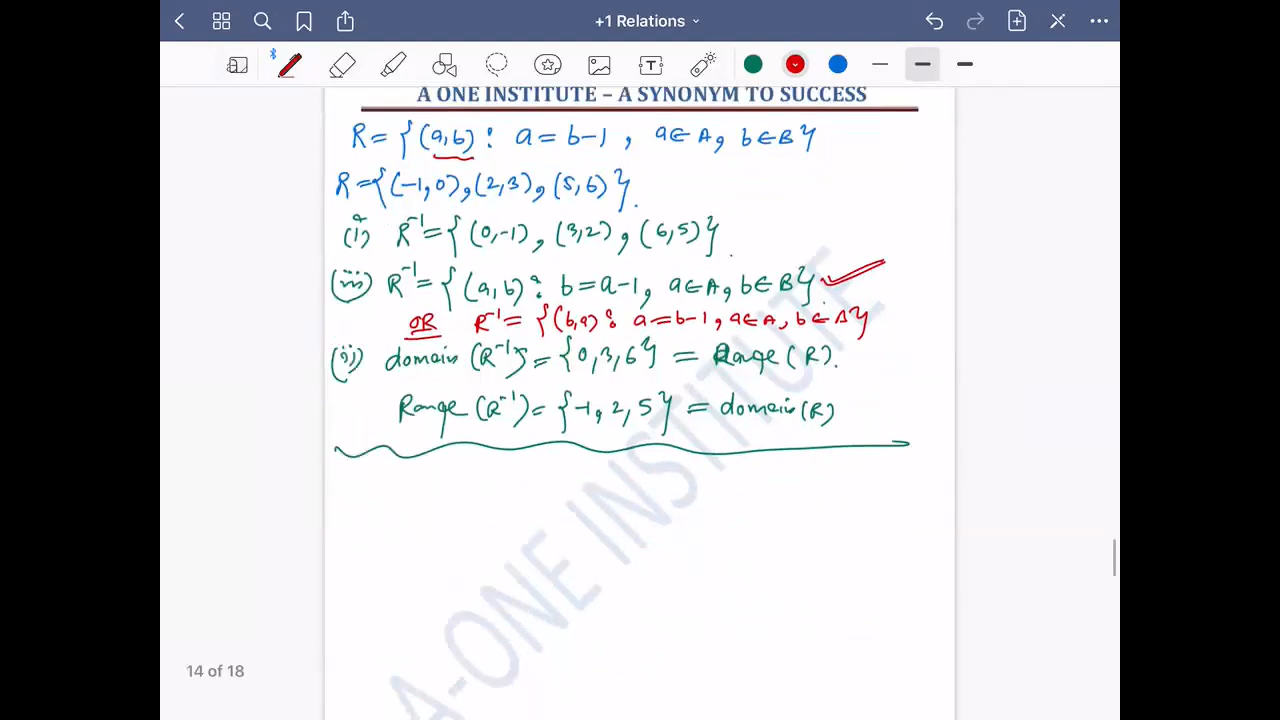 +1 Relations
T
A ONE INSTITUTE – A SYNONYM TO SUCCESS
R = {(a,b) : a = b-1 , a∈A, b∈B}
R = {(-1,0), (2,3), (5,6)}.
(i) R⁻¹ = {(0,-1), (3,2), (6,5)}.
(iii) R⁻¹ = {(a,b) : b = a-1, a∈A, b∈B}
OR R⁻¹ = {(b,a) : a = b-1, a∈A, b∈B}
(ii) domain (R⁻¹) = {0, 3, 6} = Range (R).
Range (R⁻¹) = {-1, 2, 5} = domain (R)
A-ONE INSTITUTE
14 of 18